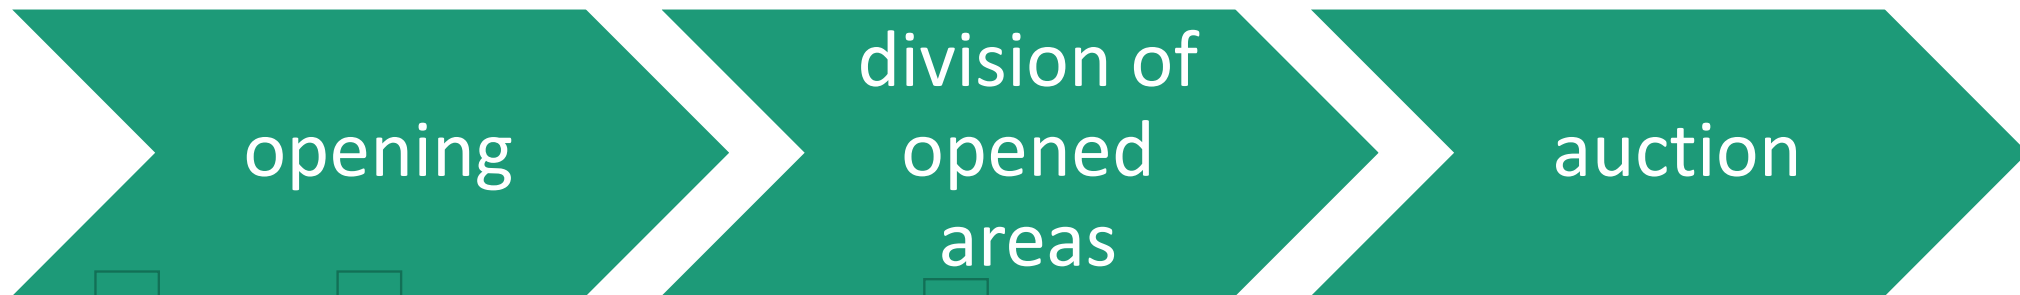 opening
division of
opened
areas
auction